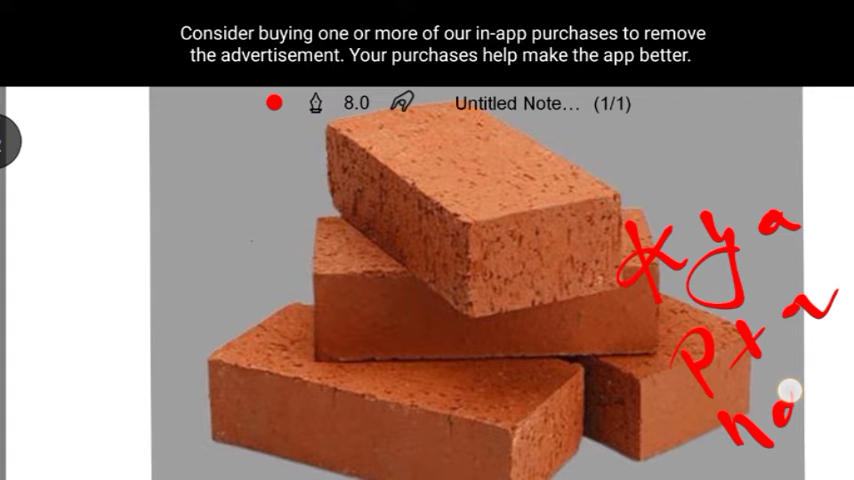 Consider buying one or more of our in-app purchases to remove
the advertisement. Your purchases help make the app better.
8.0 Untitled Note... (1/1)
Kya
Pta
no